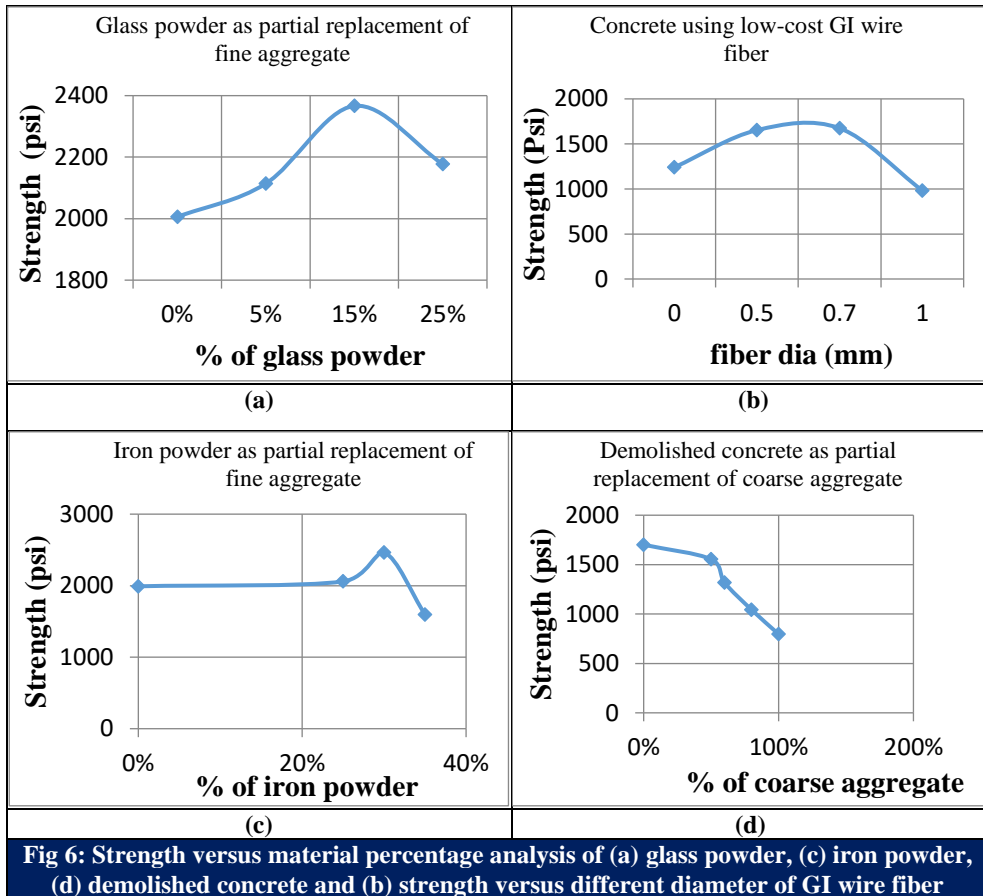 Glass powder as partial replacement of
fine aggregate
Strength (psi)
2400
2200
2000
1800
0% 5% 15% 25%
% of glass powder
(a)
Concrete using low-cost GI wire
fiber
Strength (Psi)
2000
1500
1000
500
0
0 0.5 0.7 1
fiber dia (mm)
(b)
Iron powder as partial replacement of
fine aggregate
Strength (psi)
3000
2000
1000
0
0% 20% 40%
% of iron powder
(c)
Demolished concrete as partial
replacement of coarse aggregate
Strength (psi)
2000
1500
1000
500
0
0% 100% 200%
% of coarse aggregate
(d)
Fig 6: Strength versus material percentage analysis of (a) glass powder, (c) iron powder,
(d) demolished concrete and (b) strength versus different diameter of GI wire fiber